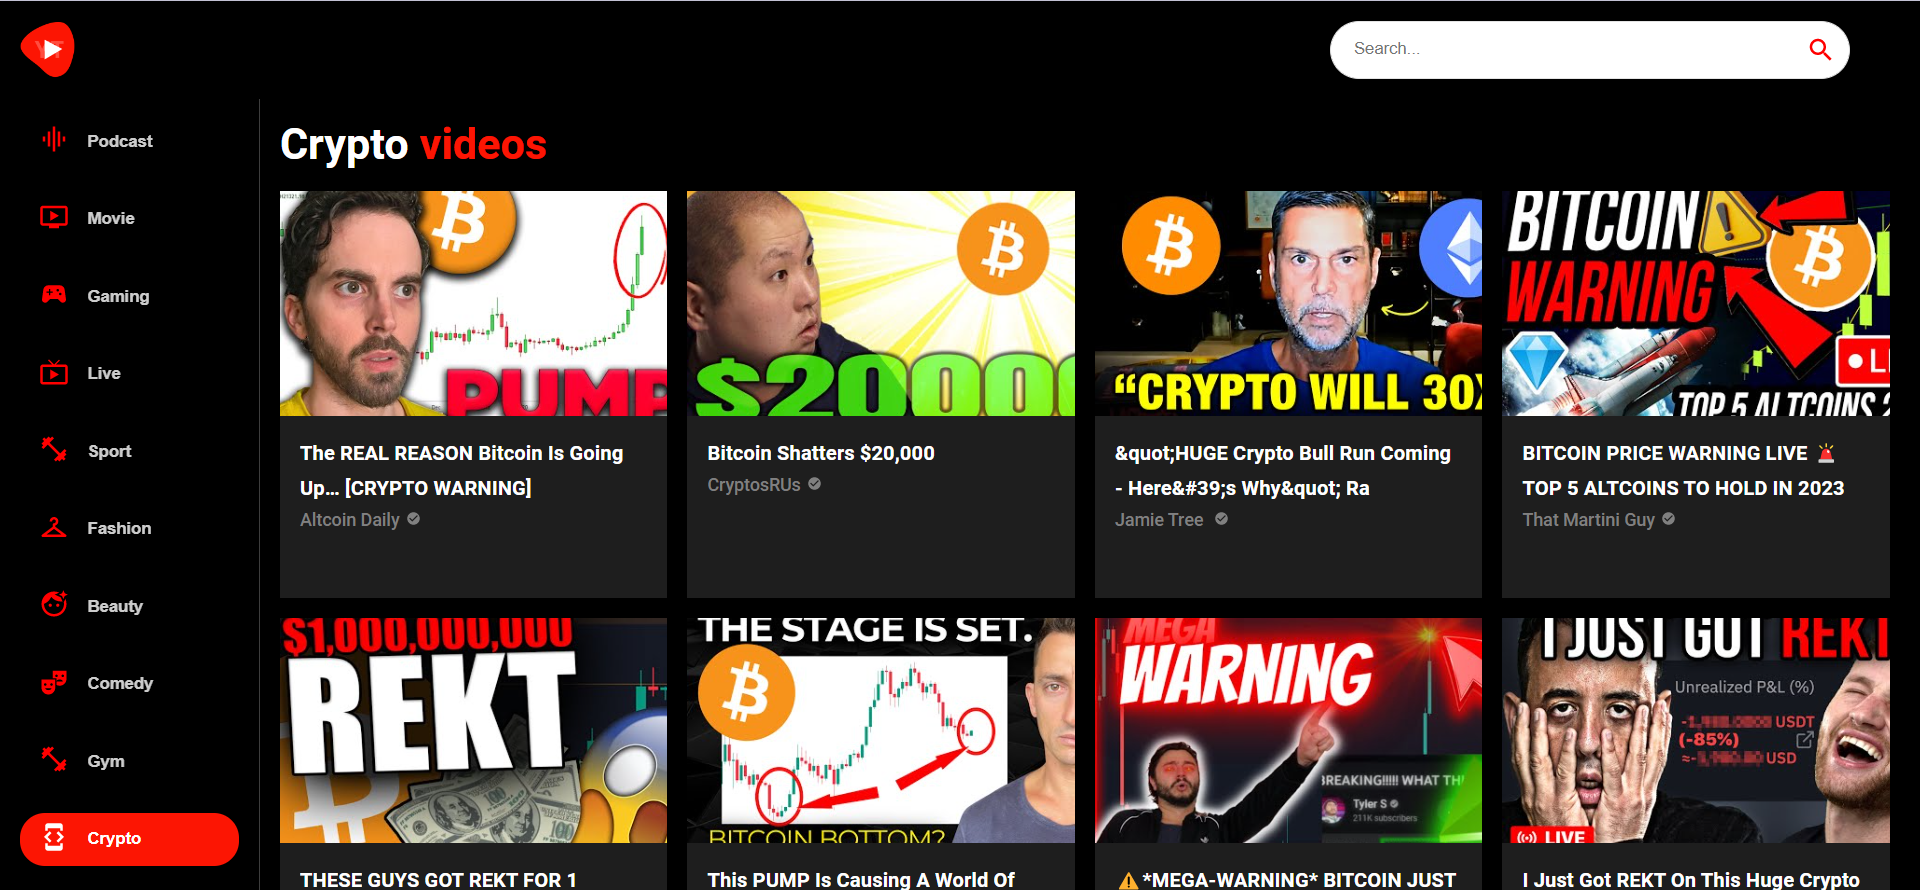 YT
Search...
Podcast
Movie
Gaming
Live
Sport
Fashion
Beauty
Comedy
Gym
Crypto
Crypto videos
PUMP
The REAL REASON Bitcoin Is Going
Up... [CRYPTO WARNING]
Altcoin Daily
$20000
Bitcoin Shatters $20,000
CryptosRUs
“CRYPTO WILL 30X
&quot;HUGE Crypto Bull Run Coming
- Here&#39;s Why&quot; Ra
Jamie Tree
BITCOIN
WARNING
LI
TOP 5 ALTCOINS 2
BITCOIN PRICE WARNING LIVE 🚨
TOP 5 ALTCOINS TO HOLD IN 2023
That Martini Guy
$1,000,000,000
REKT
100
THESE GUYS GOT REKT FOR 1
THE STAGE IS SET.
BITCOIN BOTTOM?
This PUMP Is Causing A World Of
MEGA
WARNING
BREAKING!!!!! WHAT TH
Tyler S
211K subscribers
⚠️*MEGA-WARNING* BITCOIN JUST
I JUST GOT REKT
Unrealized P&L (%)
USDT
(-85%)
USD
LIVE
I Just Got REKT On This Huge Crypto